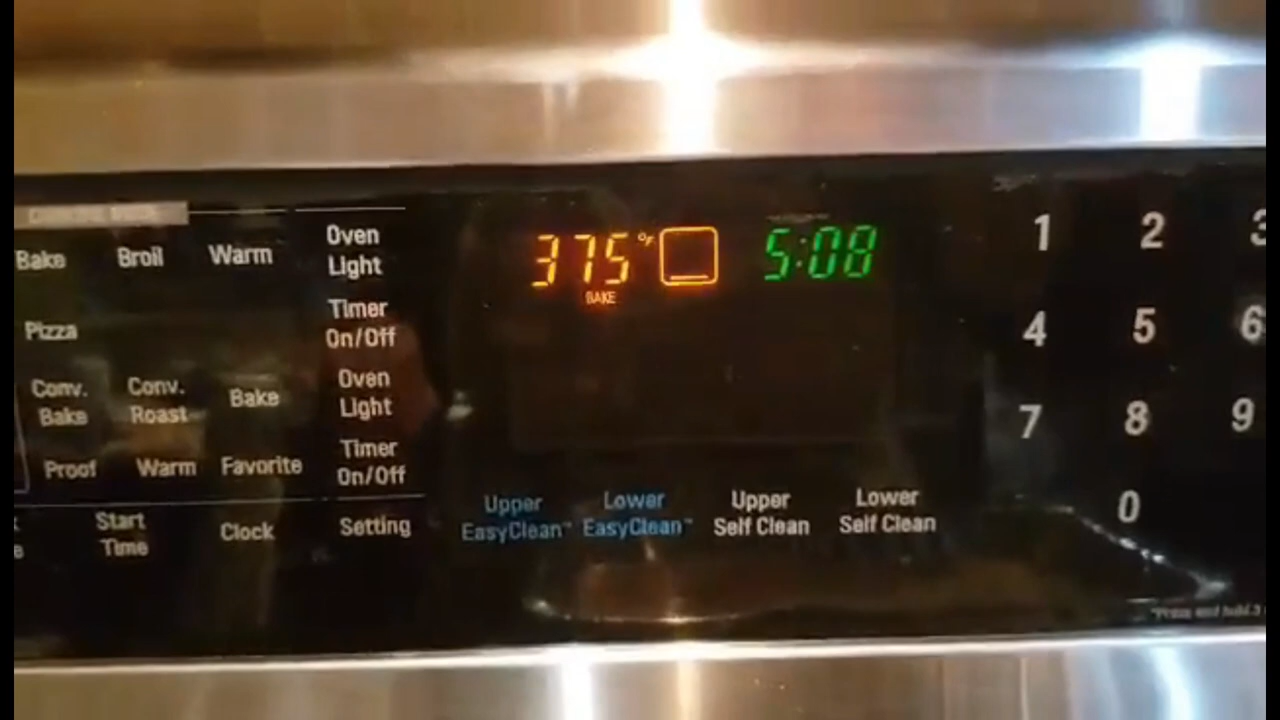 Bake Broil Warm Oven Light
Pizza Timer On/Off
Conv. Bake Conv. Roast Bake Oven Light
Proof Warm Favorite Timer On/Off
Start Time Clock Setting
375°F 5:08
BAKE
Upper EasyClean™ Lower EasyClean™ Upper Self Clean Lower Self Clean
1 2 3
4 5 6
7 8 9
0